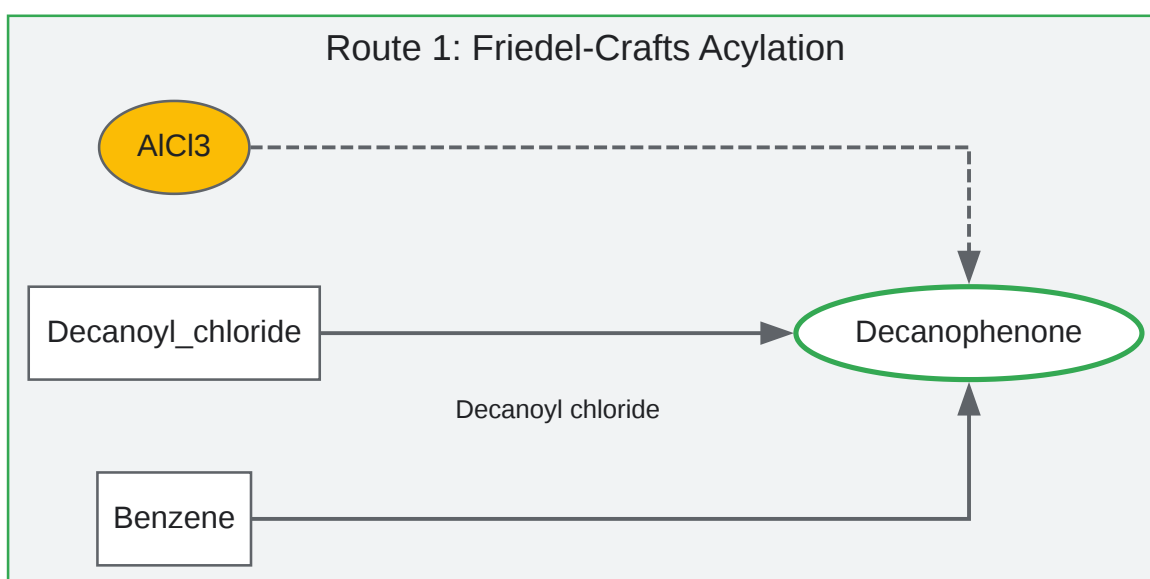 Route 1: Friedel-Crafts Acylation
AlCl3
Decanoyl_chloride
Decanophenone
Decanoyl chloride
Benzene